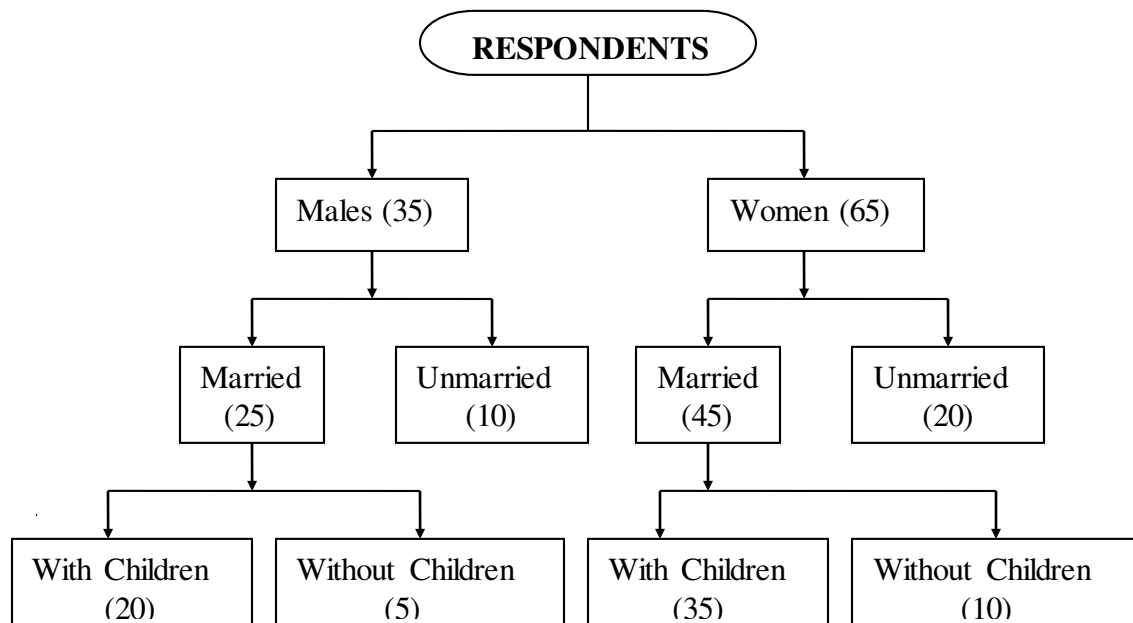 RESPONDENTS
Males (35)
Women (65)
Married
(25)
Unmarried
(10)
Married
(45)
Unmarried
(20)
With Children
(20)
Without Children
(5)
With Children
(35)
Without Children
(10)